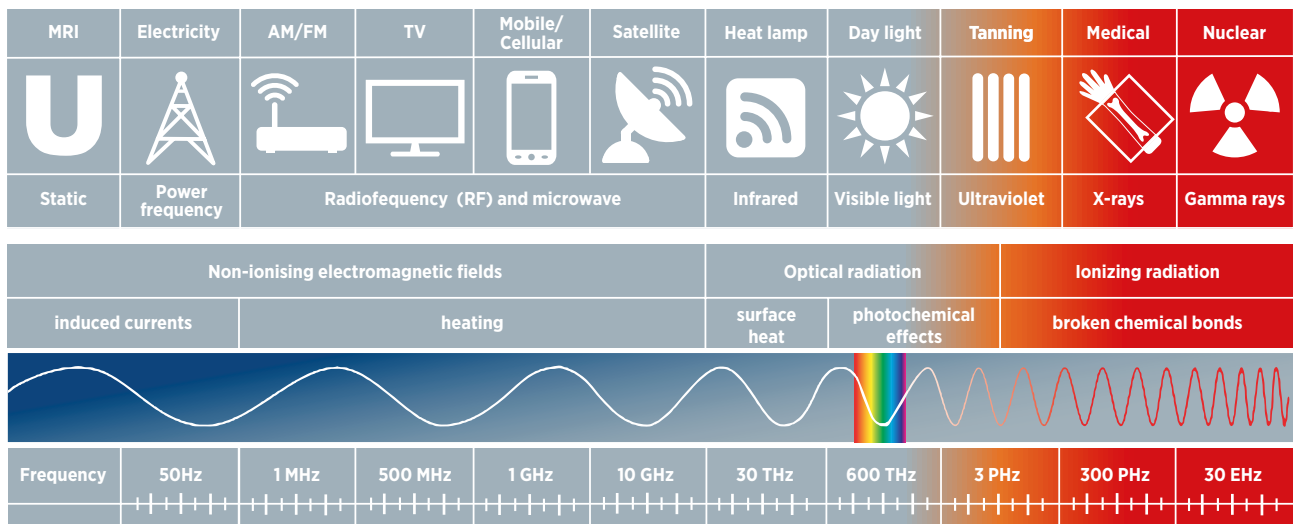 MRI
Electricity
AM/FM
TV
Mobile/
Cellular
Satellite
Heat lamp
Day light
Tanning
Medical
Nuclear
Static
Power
frequency
Radiofequency (RF) and microwave
Infrared
Visible light
Ultraviolet
X-rays
Gamma rays
Non-ionising electromagnetic fields
Optical radiation
Ionizing radiation
induced currents
heating
surface
heat
photochemical
effects
broken chemical bonds
Frequency
50Hz
1 MHz
500 MHz
1 GHz
10 GHz
30 THz
600 THz
3 PHz
300 PHz
30 EHz